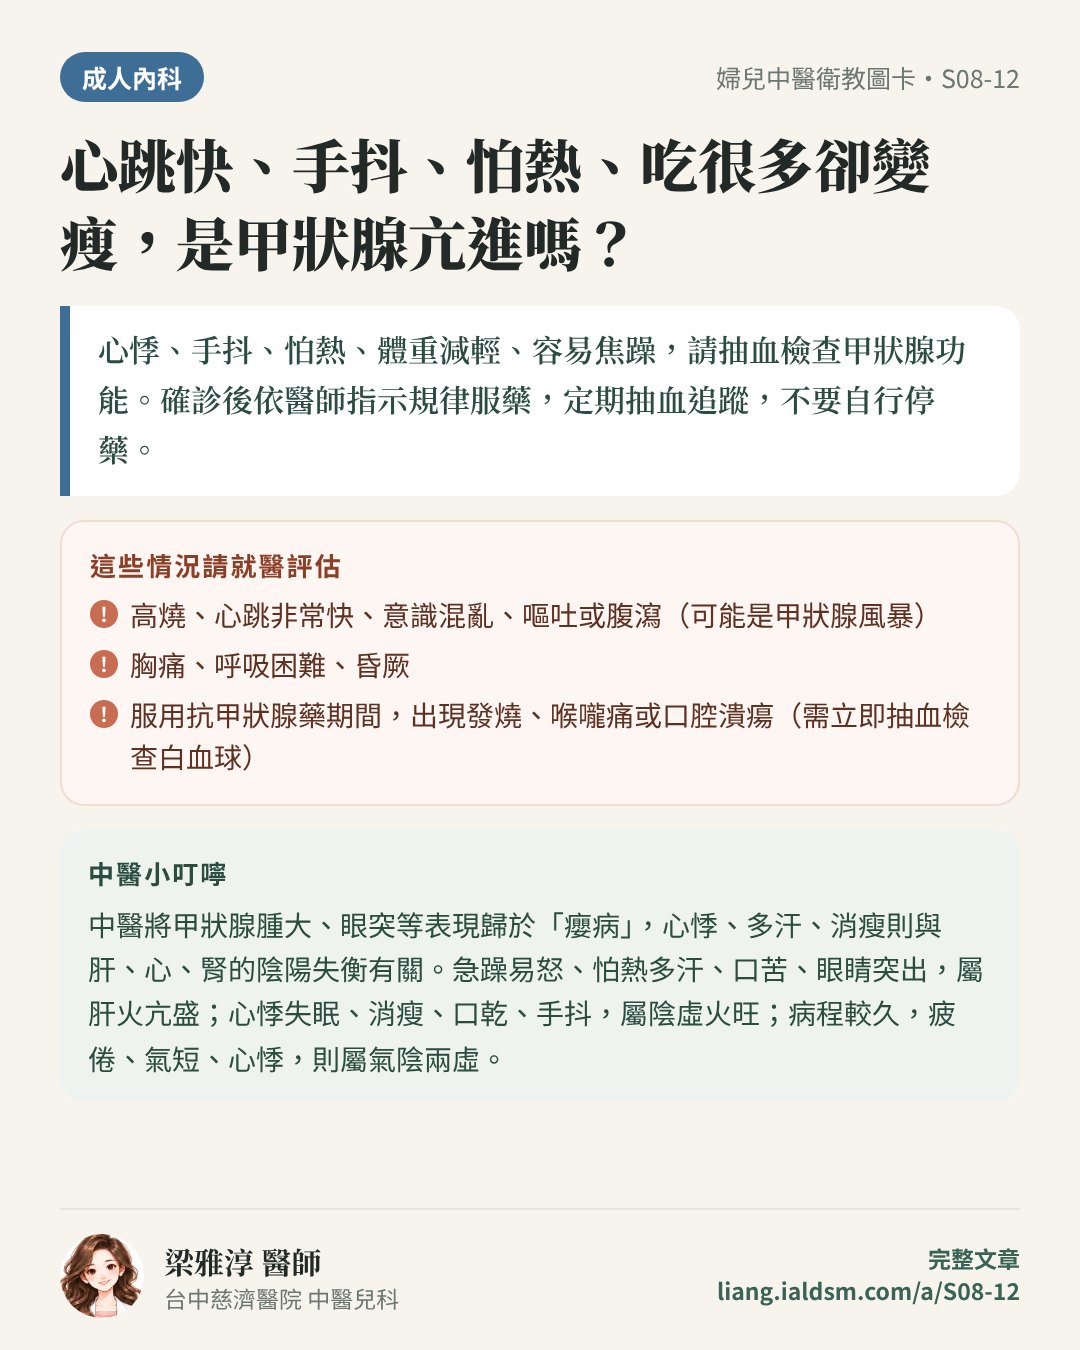 成人內科
婦兒中醫衛教圖卡・S08-12
心跳快、手抖、怕熱、吃很多卻變
瘦，是甲狀腺亢進嗎？
心悸、手抖、怕熱、體重減輕、容易焦躁，請抽血檢查甲狀腺功
能。確診後依醫師指示規律服藥，定期抽血追蹤，不要自行停
藥。
這些情況請就醫評估
! 高燒、心跳非常快、意識混亂、嘔吐或腹瀉（可能是甲狀腺風暴）
! 胸痛、呼吸困難、昏厥
! 服用抗甲狀腺藥期間，出現發燒、喉嚨痛或口腔潰瘍（需立即抽血檢
查白血球）
中醫小叮嚀
中醫將甲狀腺腫大、眼突等表現歸於「癭病」，心悸、多汗、消瘦則與
肝、心、腎的陰陽失衡有關。急躁易怒、怕熱多汗、口苦、眼睛突出，屬
肝火亢盛；心悸失眠、消瘦、口乾、手抖，屬陰虛火旺；病程較久，疲
倦、氣短、心悸，則屬氣陰兩虛。
梁雅淳 醫師
台中慈濟醫院 中醫兒科
完整文章
liang.ialdsm.com/a/S08-12